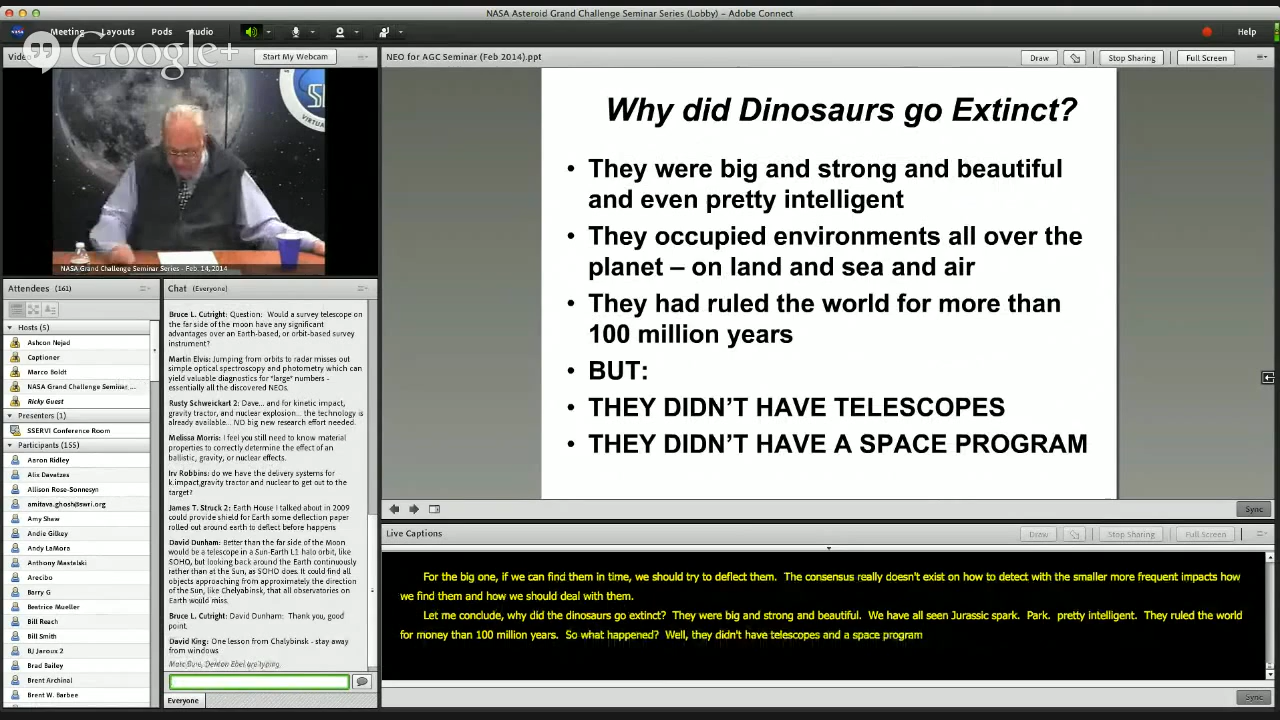 NASA Asteroid Grand Challenge Seminar Series (Lobby) – Adobe Connect
Meeting Layouts Pods Audio
Help
Google+
Start My Webcam
NASA Grand Challenge Seminar Series - Feb. 14, 2014
Attendees (161)
Hosts (5)
Ashcon Nejad
Captioner
Marco Boldt
NASA Grand Challenge Seminar ...
Ricky Guest
Presenters (1)
SSERVI Conference Room
Participants (155)
Aaron Ridley
Alix Davatzes
Allison Rose-Sonnesyn
amitava.ghosh@swri.org
Amy Shaw
Andie Gilkey
Andy LaMora
Anthony Mastalski
Arecibo
Barry G
Beatrice Mueller
Bill Reach
Bill Smith
BJ Jaroux 2
Brad Bailey
Brent Archinal
Brent W. Barbee
Chat (Everyone)
Bruce L. Cutright: Question: Would a survey telescope on
the far side of the moon have any significant
advantages over an Earth-based, or orbit-based survey
instrument?
Martin Elvis: Jumping from orbits to radar misses out
simple optical spectroscopy and photometry which can
yield valuable diagnostics for "large" numbers -
essentially all the discovered NEOs.
Rusty Schweickart 2: Dave... and for kinetic impact,
gravity tractor, and nuclear explosion... the technology is
already available... NO big new research effort needed.
Melissa Morris: I feel you still need to know material
properties to correctly determine the effect of an
ballistic, gravity, or nuclear effects.
Irv Robbins: do we have the delivery systems for
k.impact,gravity tractor and nuclear to get out to the
target?
James T. Struck 2: Earth House I talked about in 2009
could provide shield for Earth some deflection paper
rolled out around earth to deflect before happens
David Dunham: Better than the far side of the Moon
would be a telescope in a Sun-Earth L1 halo orbit, like
SOHO, but looking back around the Earth continuously
rather than at the Sun, as SOHO does. It could find all
objects approaching from approximately the direction
of the Sun, like Chelyabinsk, that all observatories on
Earth would miss.
Bruce L. Cutright: David Dunham: Thank you, good
point.
David King: One lesson from Chalybinsk - stay away
from windows
Everyone
NEO for AGC Seminar (Feb 2014).ppt
Draw
Stop Sharing
Full Screen
Why did Dinosaurs go Extinct?
• They were big and strong and beautiful
and even pretty intelligent
• They occupied environments all over the
planet – on land and sea and air
• They had ruled the world for more than
100 million years
• BUT:
• THEY DIDN'T HAVE TELESCOPES
• THEY DIDN'T HAVE A SPACE PROGRAM
Sync
Live Captions
Draw
Stop Sharing
Full Screen
For the big one, if we can find them in time, we should try to deflect them. The consensus really doesn't exist on how to detect with the smaller more frequent impacts how
we find them and how we should deal with them.
Let me conclude, why did the dinosaurs go extinct? They were big and strong and beautiful. We have all seen Jurassic spark. Park. pretty intelligent. They ruled the world
for money than 100 million years. So what happened? Well, they didn't have telescopes and a space program
Sync